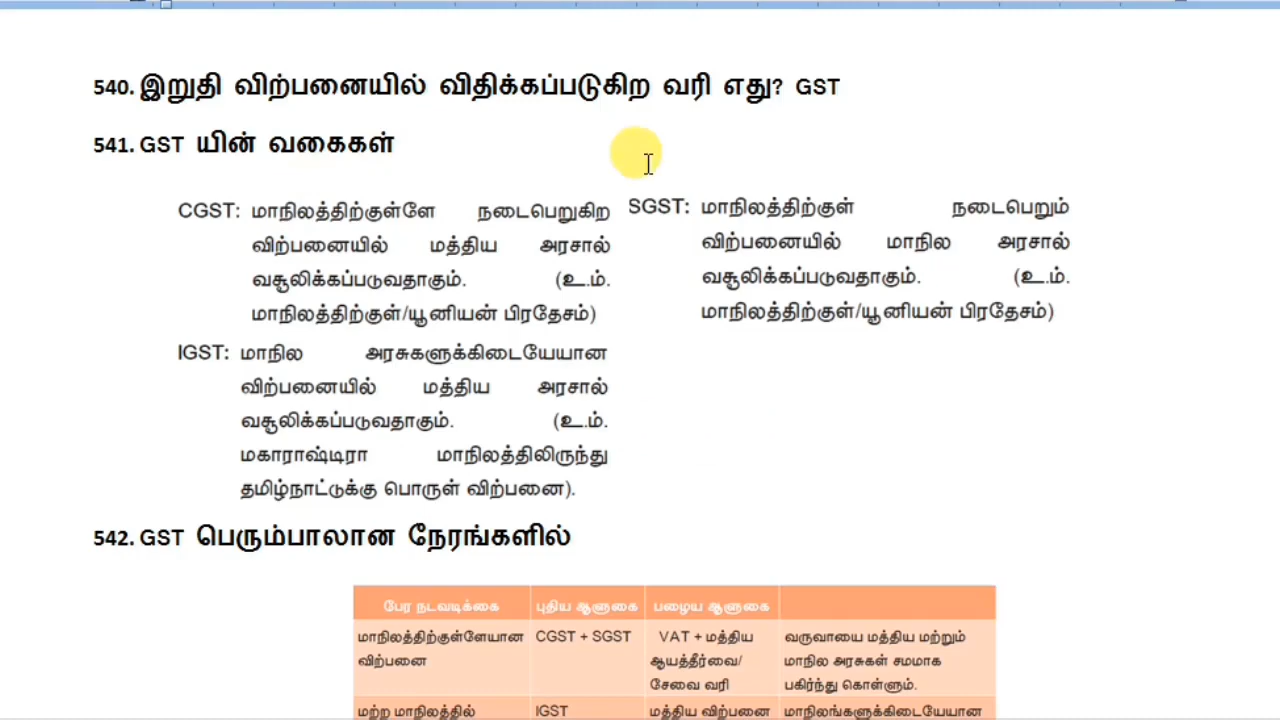 540. இறுதி விற்பனையில் விதிக்கப்படுகிற வரி எது? GST
541. GST யின் வகைகள்
CGST: மாநிலத்திற்குள்ளே நடைபெறுகிற
விற்பனையில் மத்திய அரசால்
வசூலிக்கப்படுவதாகும். (உ.ம்.
மாநிலத்திற்குள்/யூனியன் பிரதேசம்)
SGST: மாநிலத்திற்குள் நடைபெறும்
விற்பனையில் மாநில அரசால்
வசூலிக்கப்படுவதாகும். (உ.ம்.
மாநிலத்திற்குள்/யூனியன் பிரதேசம்)
IGST: மாநில அரசுகளுக்கிடையேயான
விற்பனையில் மத்திய அரசால்
வசூலிக்கப்படுவதாகும். (உ.ம்.
மகாராஷ்டிரா மாநிலத்திலிருந்து
தமிழ்நாட்டுக்கு பொருள் விற்பனை).
542. GST பெரும்பாலான நேரங்களில்
பேர நடவடிக்கை புதிய ஆளுகை பழைய ஆளுகை
மாநிலத்திற்குள்ளேயான CGST + SGST VAT + மத்திய வருவாயை மத்திய மற்றும்
விற்பனை ஆயத்தீர்வை/ மாநில அரசுகள் சமமாக
சேவை வரி பகிர்ந்து கொள்ளும்.
மற்ற மாநிலத்தில் IGST மத்திய விற்பனை மாநிலங்களுக்கிடையேயான